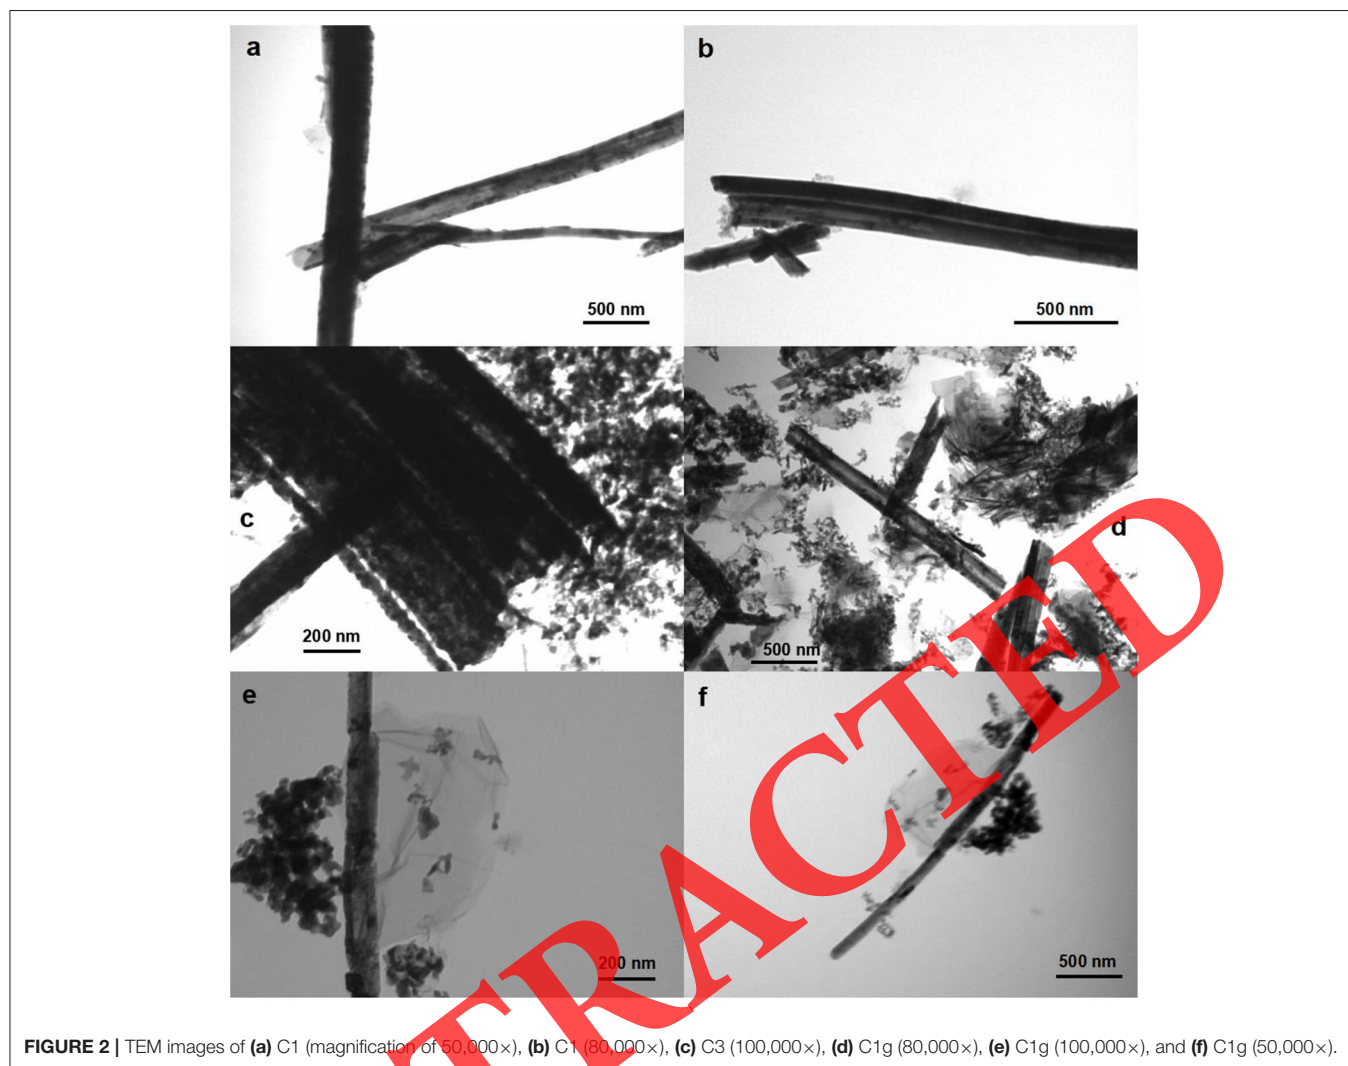 a
b
500 nm
500 nm
c
d
200 nm
500 nm
e
f
200 nm
500 nm
TRACTED
FIGURE 2 | TEM images of (a) C1 (magnification of 50,000×), (b) C1 (80,000×), (c) C3 (100,000×), (d) C1g (80,000×), (e) C1g (100,000×), and (f) C1g (50,000×).